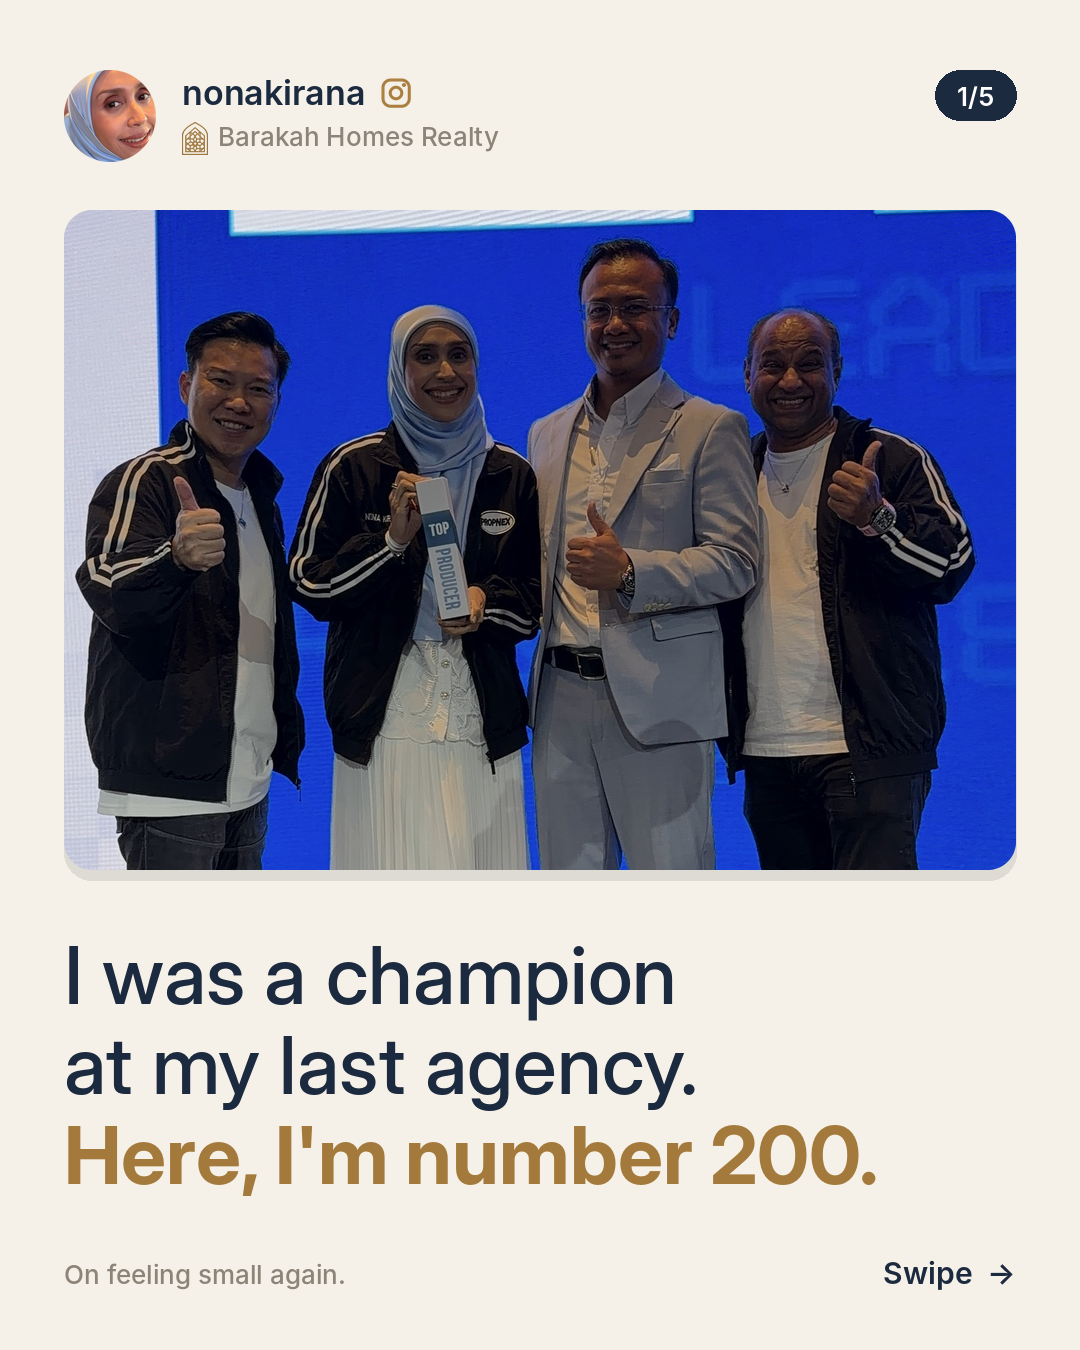 nonakirana
Barakah Homes Realty
1/5
LEAD
TOP
PRODUCER
PROPNEX
I was a champion
at my last agency.
Here, I'm number 200.
On feeling small again.
Swipe →